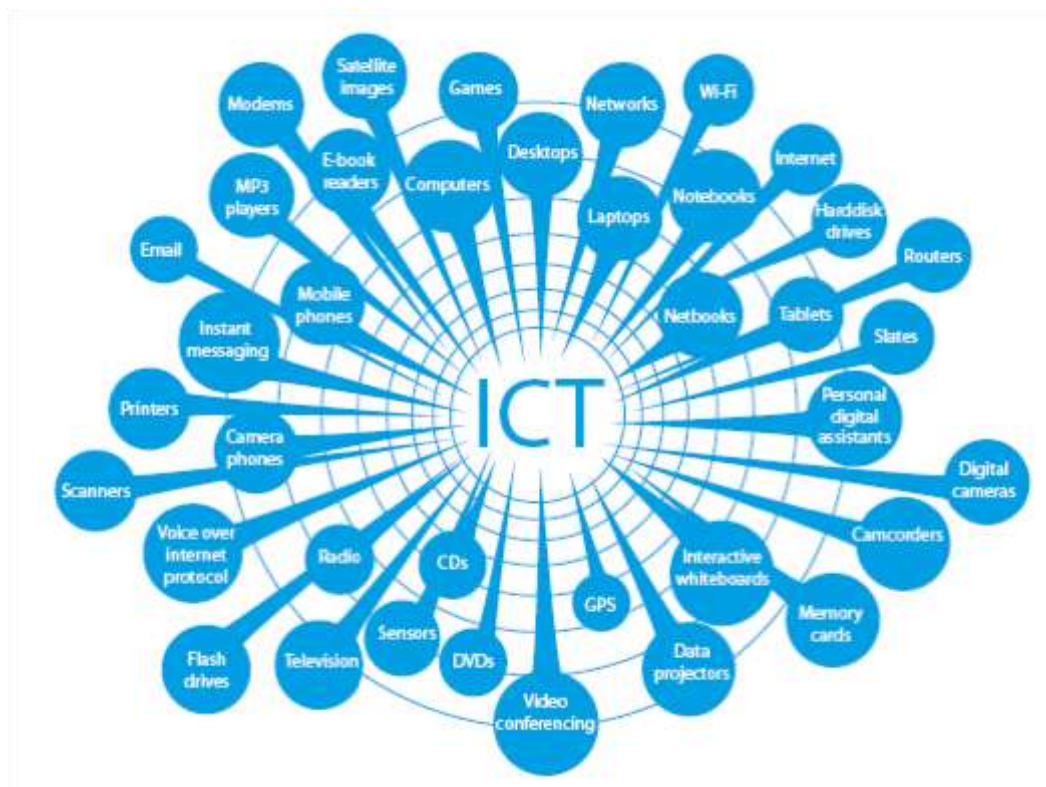 Satellite
images
Games
Networks
Wi-Fi
Modems
Desktops
E-book
readers
Computers
Notebooks
Internet
MP3
players
Laptops
Harddisk
drives
Email
Mobile
phones
Netbooks
Tablets
Routers
Instant
messaging
Slates
ICT
Printers
Camera
phones
Personal
digital
assistants
Scanners
Digital
cameras
Voice over
internet
protocol
Radio
CDs
Interactive
whiteboards
Camcorders
GPS
Memory
cards
Flash
drives
Television
Sensors
DVDs
Data
projectors
Video
conferencing